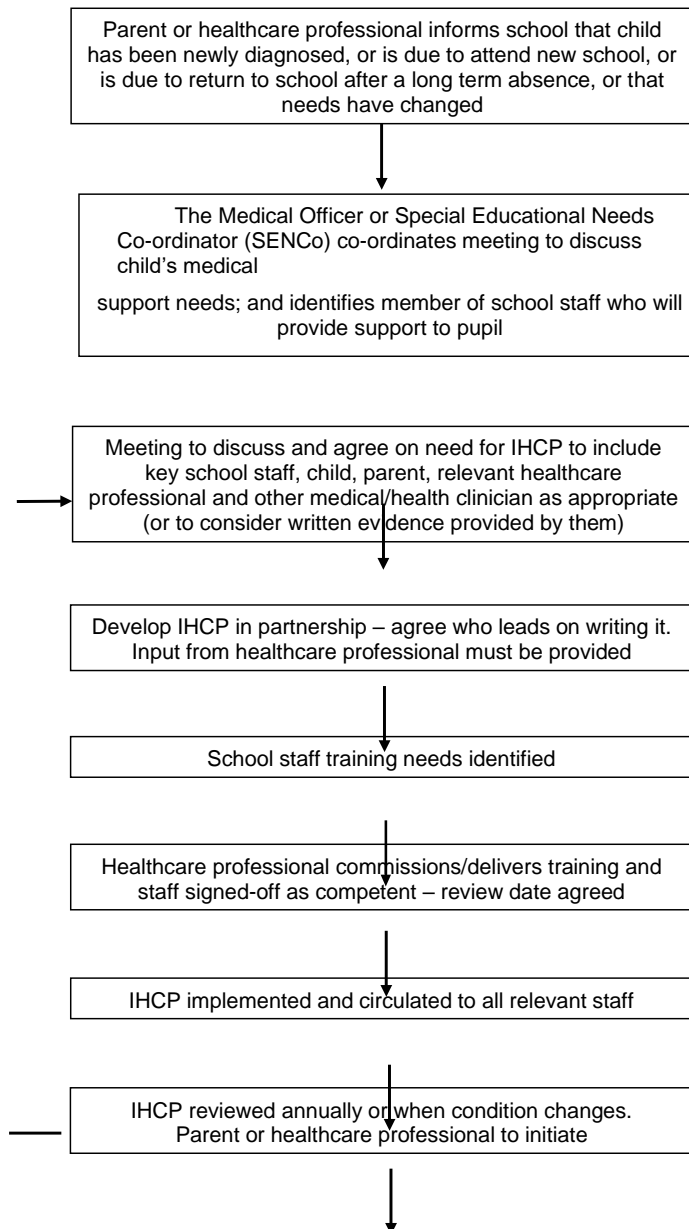 Parent or healthcare professional informs school that child
has been newly diagnosed, or is due to attend new school, or
is due to return to school after a long term absence, or that
needs have changed
The Medical Officer or Special Educational Needs
Co-ordinator (SENCo) co-ordinates meeting to discuss
child's medical
support needs; and identifies member of school staff who will
provide support to pupil
Meeting to discuss and agree on need for IHCP to include
key school staff, child, parent, relevant healthcare
professional and other medical/health clinician as appropriate
(or to consider written evidence provided by them)
Develop IHCP in partnership – agree who leads on writing it.
Input from healthcare professional must be provided
School staff training needs identified
Healthcare professional commissions/delivers training and
staff signed-off as competent – review date agreed
IHCP implemented and circulated to all relevant staff
IHCP reviewed annually or when condition changes.
Parent or healthcare professional to initiate